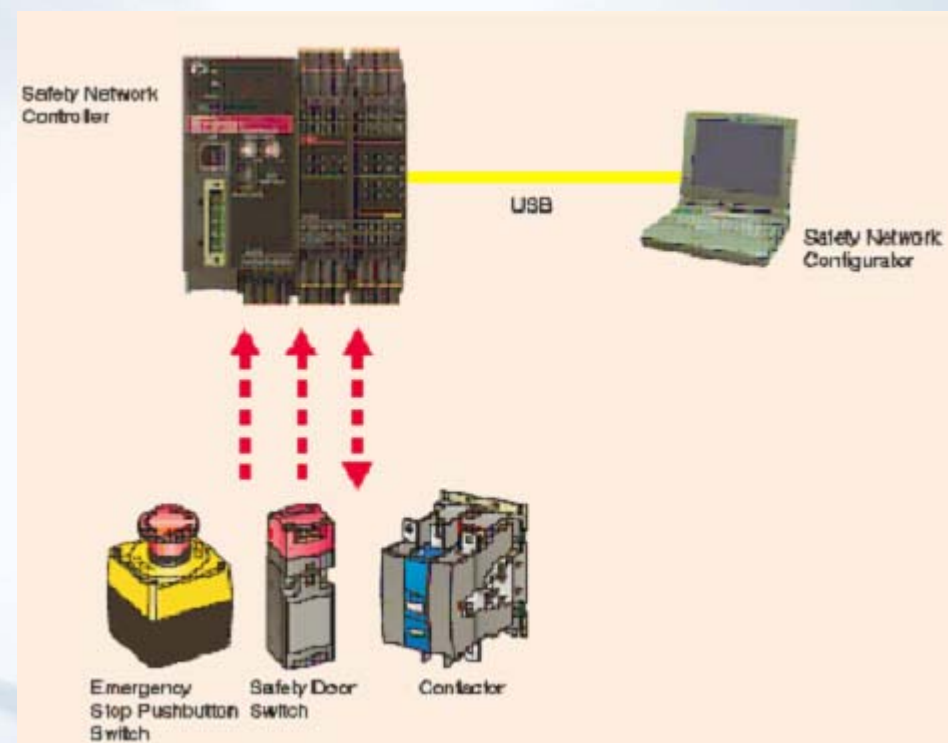 Safety Network
Controller
USB
Safety Network
Configurator
Emergency
Stop Pushbutton
Switch
Safety Door
Switch
Contactor